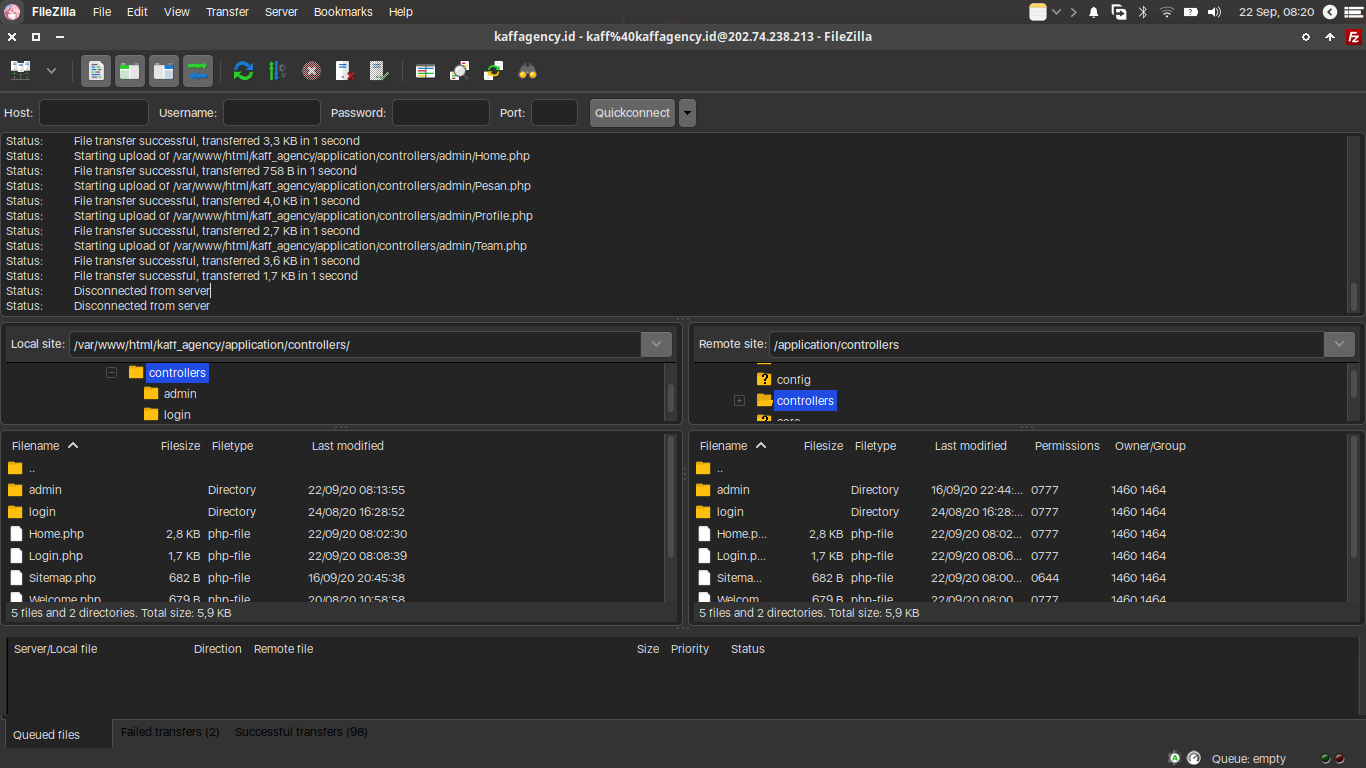 FileZilla File Edit View Transfer Server Bookmarks Help 22 Sep, 08:20
kaffagency.id - kaff%40kaffagency.id@202.74.238.213 - FileZilla
Host: Username: Password: Port: Quickconnect
Status: File transfer successful, transferred 3,3 KB in 1 second
Status: Starting upload of /var/www/html/kaff_agency/application/controllers/admin/Home.php
Status: File transfer successful, transferred 758 B in 1 second
Status: Starting upload of /var/www/html/kaff_agency/application/controllers/admin/Pesan.php
Status: File transfer successful, transferred 4,0 KB in 1 second
Status: Starting upload of /var/www/html/kaff_agency/application/controllers/admin/Profile.php
Status: File transfer successful, transferred 2,7 KB in 1 second
Status: Starting upload of /var/www/html/kaff_agency/application/controllers/admin/Team.php
Status: File transfer successful, transferred 3,6 KB in 1 second
Status: File transfer successful, transferred 1,7 KB in 1 second
Status: Disconnected from server
Status: Disconnected from server
Local site: /var/www/html/kaff_agency/application/controllers/
controllers
admin
login
Filename Filesize Filetype Last modified
..
admin Directory 22/09/20 08:13:55
login Directory 24/08/20 16:28:52
Home.php 2,8 KB php-file 22/09/20 08:02:30
Login.php 1,7 KB php-file 22/09/20 08:08:39
Sitemap.php 682 B php-file 16/09/20 20:45:38
Welcome.php 679 B php-file 20/08/20 10:58:58
5 files and 2 directories. Total size: 5,9 KB
Remote site: /application/controllers
config
controllers
core
Filename Filesize Filetype Last modified Permissions Owner/Group
..
admin Directory 16/09/20 22:44:... 0777 1460 1464
login Directory 24/08/20 16:28:... 0777 1460 1464
Home.p... 2,8 KB php-file 22/09/20 08:02... 0777 1460 1464
Login.p... 1,7 KB php-file 22/09/20 08:06... 0777 1460 1464
Sitema... 682 B php-file 22/09/20 08:00... 0644 1460 1464
Welcom... 679 B php-file 22/09/20 08:00... 0777 1460 1464
5 files and 2 directories. Total size: 5,9 KB
Server/Local file Direction Remote file Size Priority Status
Queued files Failed transfers (2) Successful transfers (98)
Queue: empty